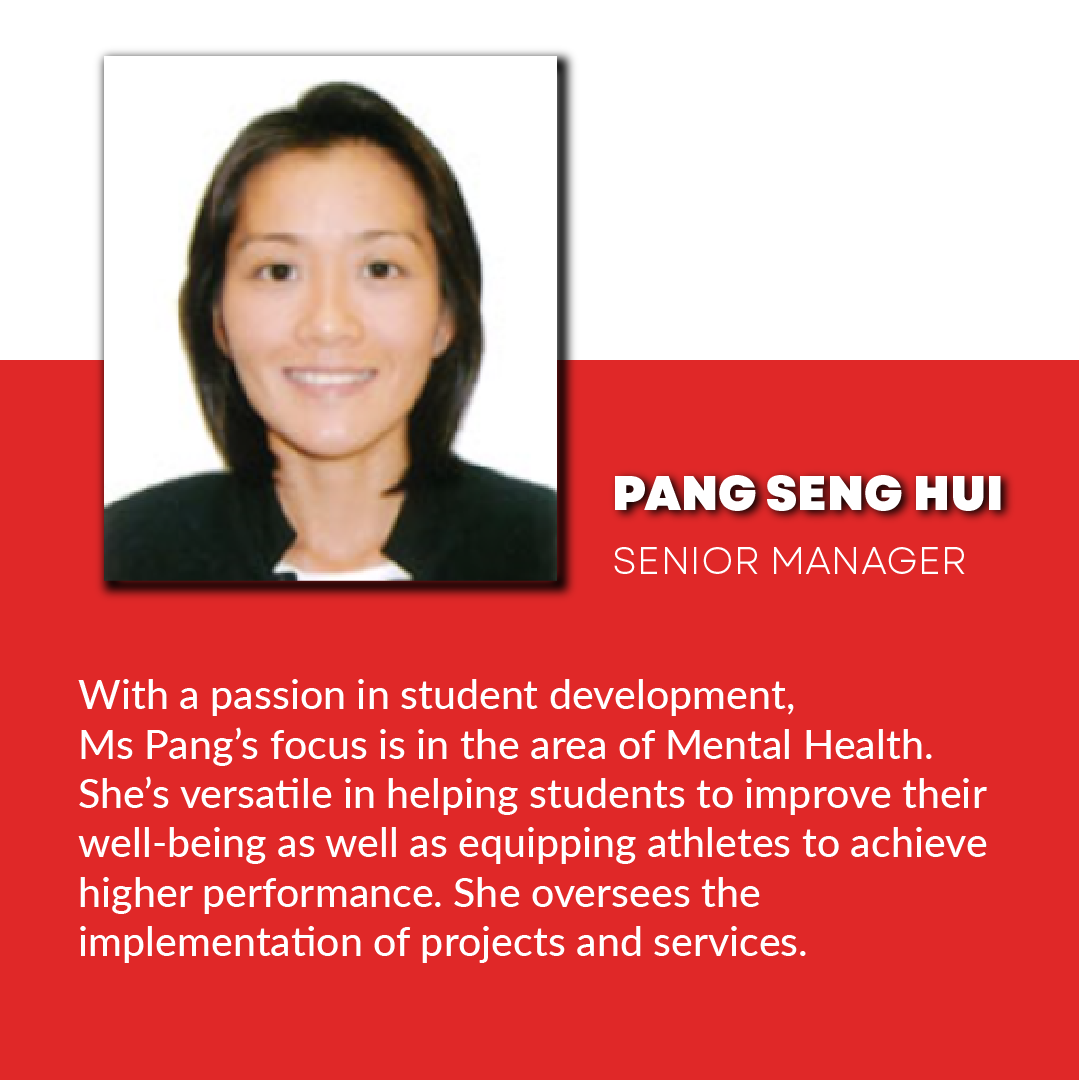 PANG SENG HUI
SENIOR MANAGER
With a passion in student development,
Ms Pang’s focus is in the area of Mental Health.
She’s versatile in helping students to improve their
well-being as well as equipping athletes to achieve
higher performance. She oversees the
implementation of projects and services.